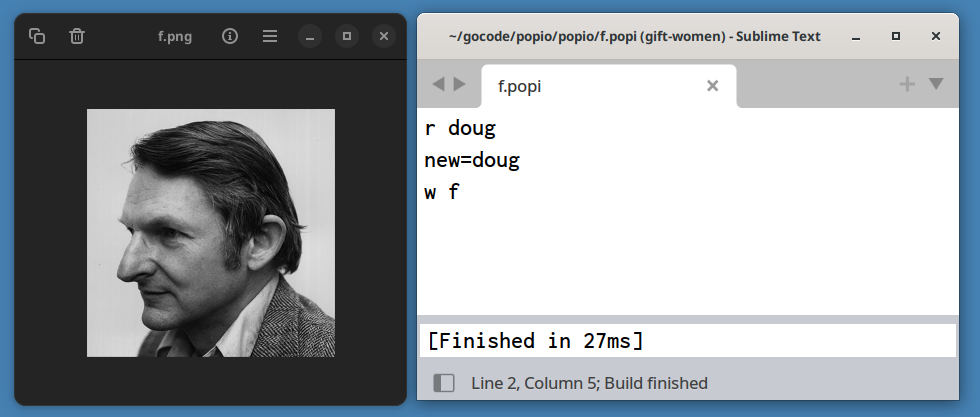 f.png
~/gocode/popio/popio/f.popi (gift-women) - Sublime Text
f.popi
r doug
new=doug
w f
[Finished in 27ms]
Line 2, Column 5; Build finished